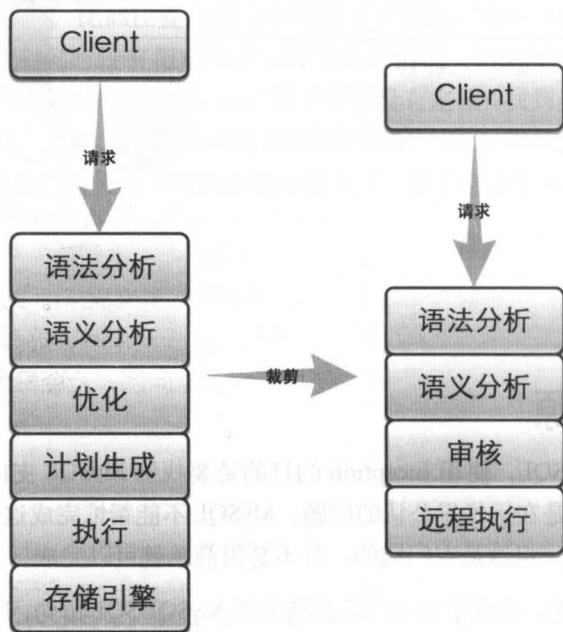 Client
请求
语法分析
语义分析
优化
计划生成
执行
存储引擎
裁剪
Client
请求
语法分析
语义分析
审核
远程执行